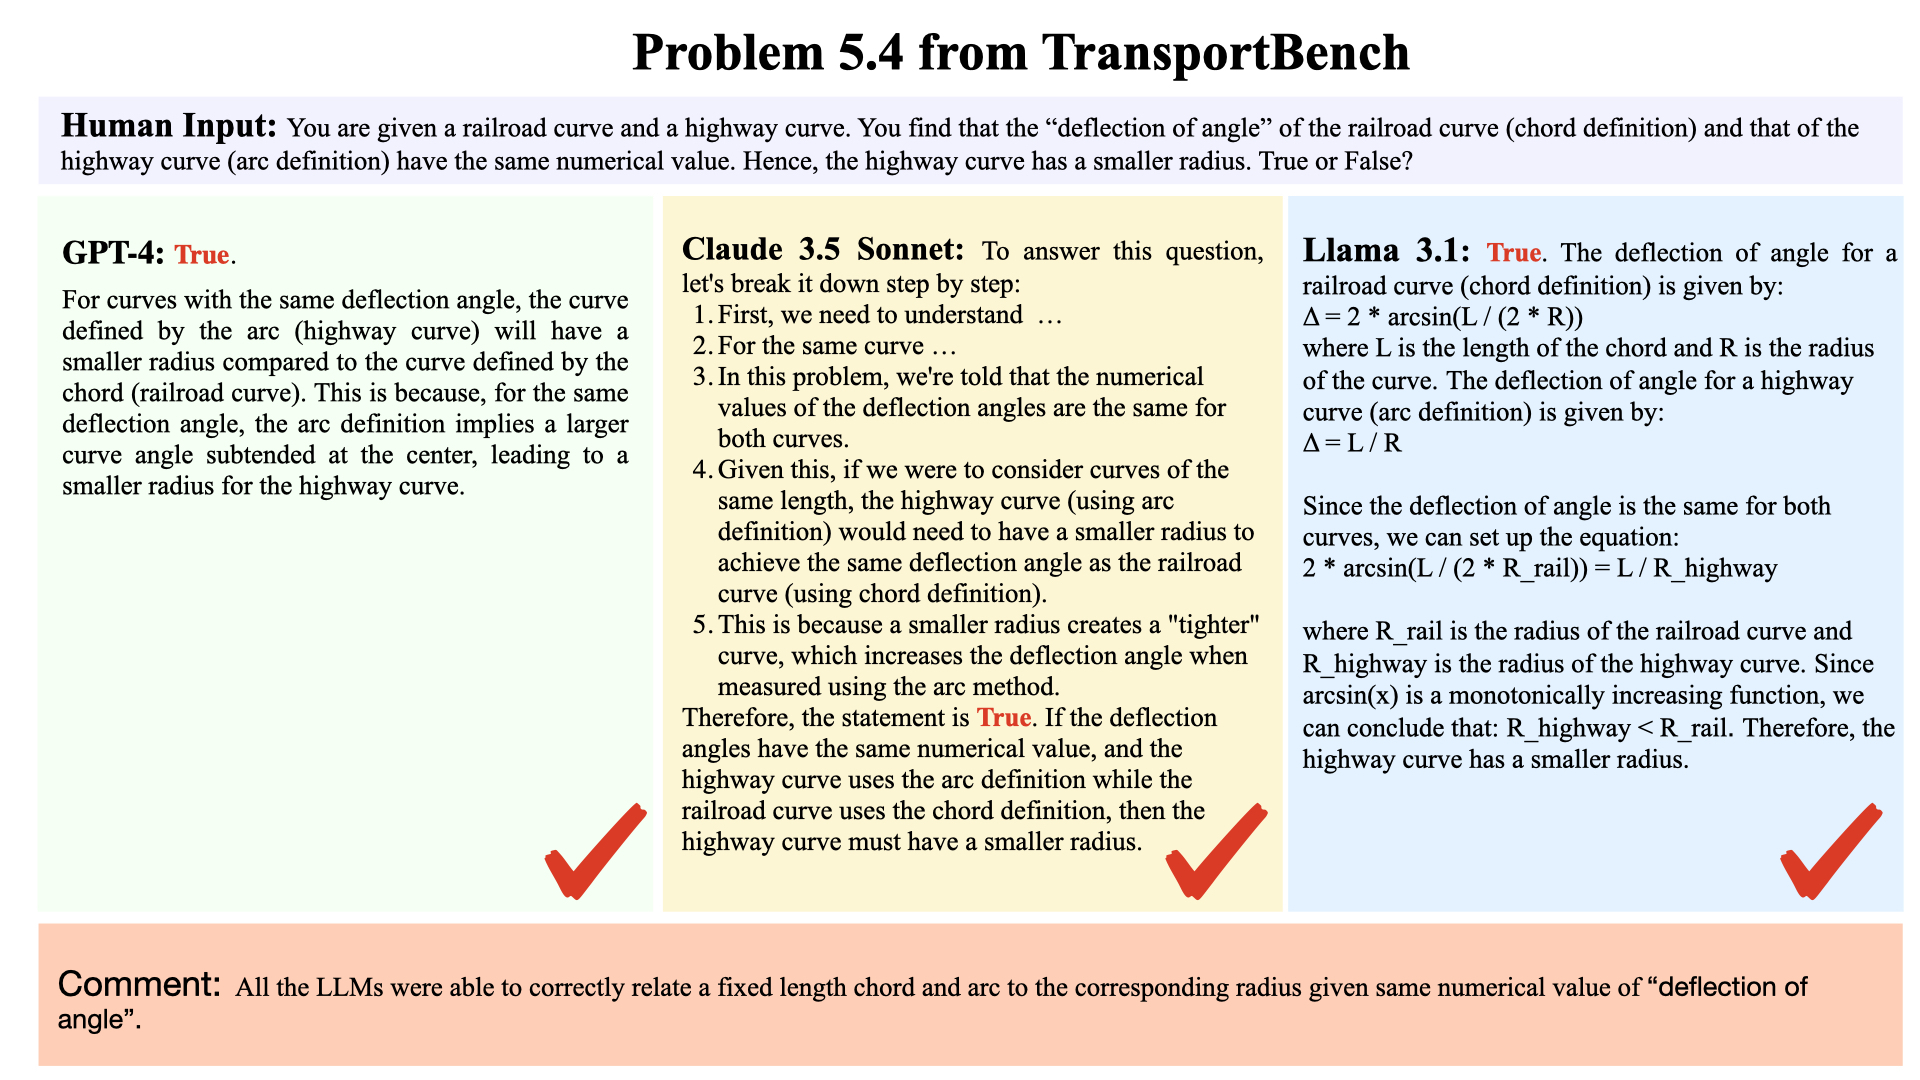 Problem 5.4 from TransportBench
Human Input: You are given a railroad curve and a highway curve. You find that the “deflection of angle” of the railroad curve (chord definition) and that of the
highway curve (arc definition) have the same numerical value. Hence, the highway curve has a smaller radius. True or False?
GPT-4: True.
For curves with the same deflection angle, the curve
defined by the arc (highway curve) will have a
smaller radius compared to the curve defined by the
chord (railroad curve). This is because, for the same
deflection angle, the arc definition implies a larger
curve angle subtended at the center, leading to a
smaller radius for the highway curve.
Claude 3.5 Sonnet: To answer this question,
let's break it down step by step:
1. First, we need to understand …
2. For the same curve …
3. In this problem, we're told that the numerical
values of the deflection angles are the same for
both curves.
4. Given this, if we were to consider curves of the
same length, the highway curve (using arc
definition) would need to have a smaller radius to
achieve the same deflection angle as the railroad
curve (using chord definition).
5. This is because a smaller radius creates a "tighter"
curve, which increases the deflection angle when
measured using the arc method.
Therefore, the statement is True. If the deflection
angles have the same numerical value, and the
highway curve uses the arc definition while the
railroad curve uses the chord definition, then the
highway curve must have a smaller radius.
Llama 3.1: True. The deflection of angle for a
railroad curve (chord definition) is given by:
Δ = 2 * arcsin(L / (2 * R))
where L is the length of the chord and R is the radius
of the curve. The deflection of angle for a highway
curve (arc definition) is given by:
Δ = L / R
Since the deflection of angle is the same for both
curves, we can set up the equation:
2 * arcsin(L / (2 * R_rail)) = L / R_highway
where R_rail is the radius of the railroad curve and
R_highway is the radius of the highway curve. Since
arcsin(x) is a monotonically increasing function, we
can conclude that: R_highway < R_rail. Therefore, the
highway curve has a smaller radius.
Comment: All the LLMs were able to correctly relate a fixed length chord and arc to the corresponding radius given same numerical value of “deflection of
angle”.